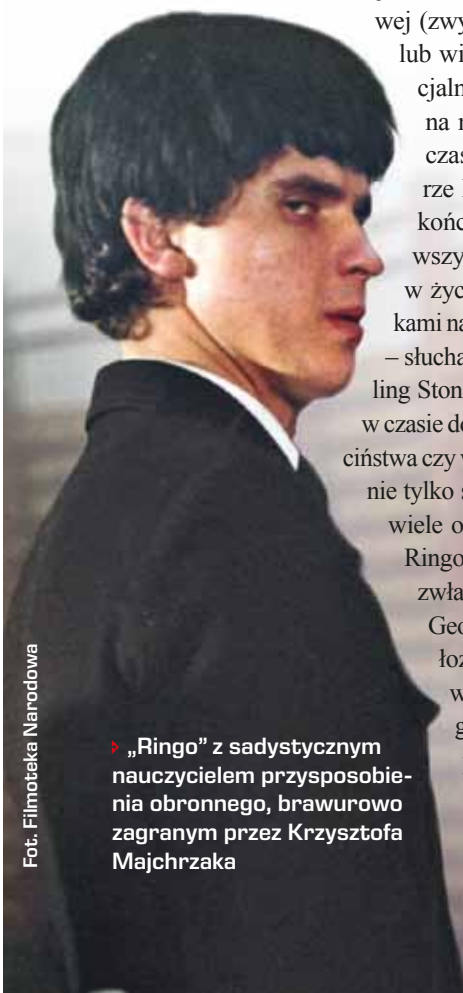 wej (zwy
lub wi
cjaln
na
czas
rze
końc
wszy
w życ
kami na
– słucha
ling Ston
w czasie do
ciństwa czy
nie tylko s
wiele o
Ringo
zwła
Geo
łoz
w
g
Fot. Filmoteka Narodowa
„Ringo” z sadystycznym
nauczycielem przysposobie-
nia obronnego, brawurowo
zagranym przez Krzysztofa
Majchrzaka